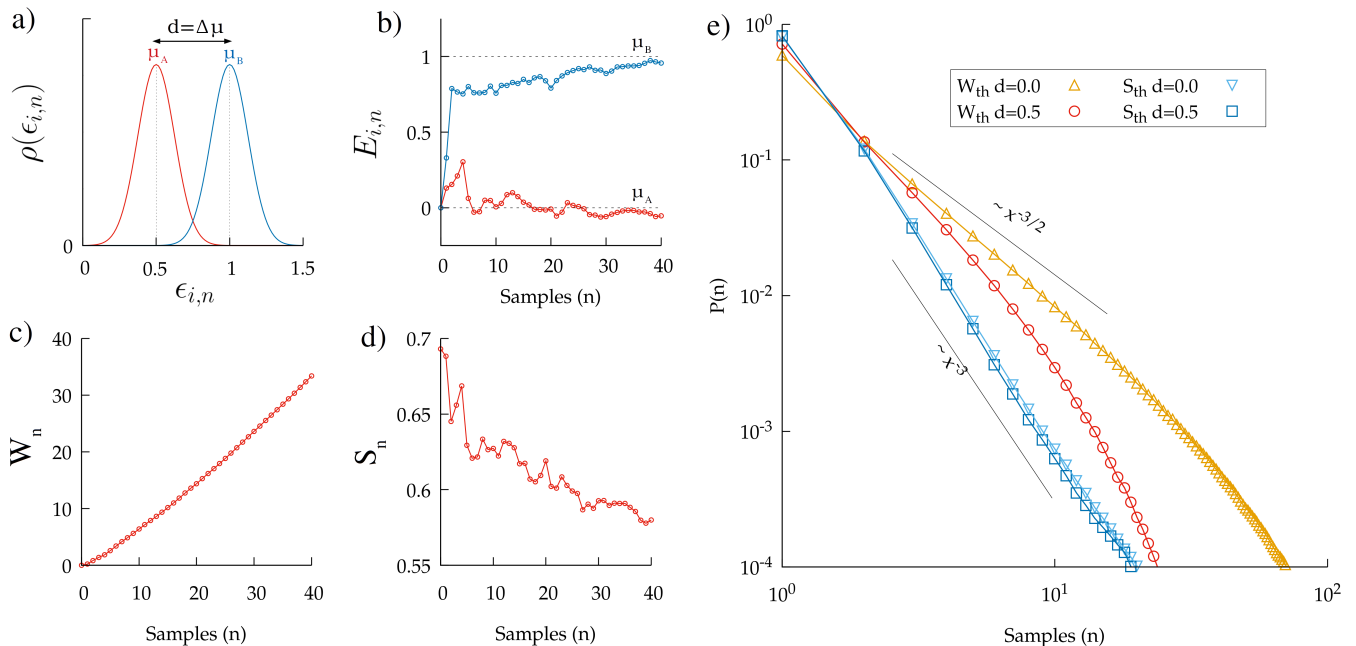 a)
d=Δμ
μA
μB
ρ(ϵi,n)
0
0
0.5
1
1.5
ϵi,n
b)
Ei,n
1
0.5
0
μB
μA
0
10
20
30
40
Samples (n)
c)
Wn
40
30
20
10
0
0
10
20
30
40
Samples (n)
d)
Sn
0.7
0.65
0.6
0.55
0
10
20
30
40
Samples (n)
e)
P(n)
10^0
10^-1
10^-2
10^-3
10^-4
Wth d=0.0
Sth d=0.0
Wth d=0.5
Sth d=0.5
~ x^-3/2
~ x^-3
10^0
10^1
10^2
Samples (n)